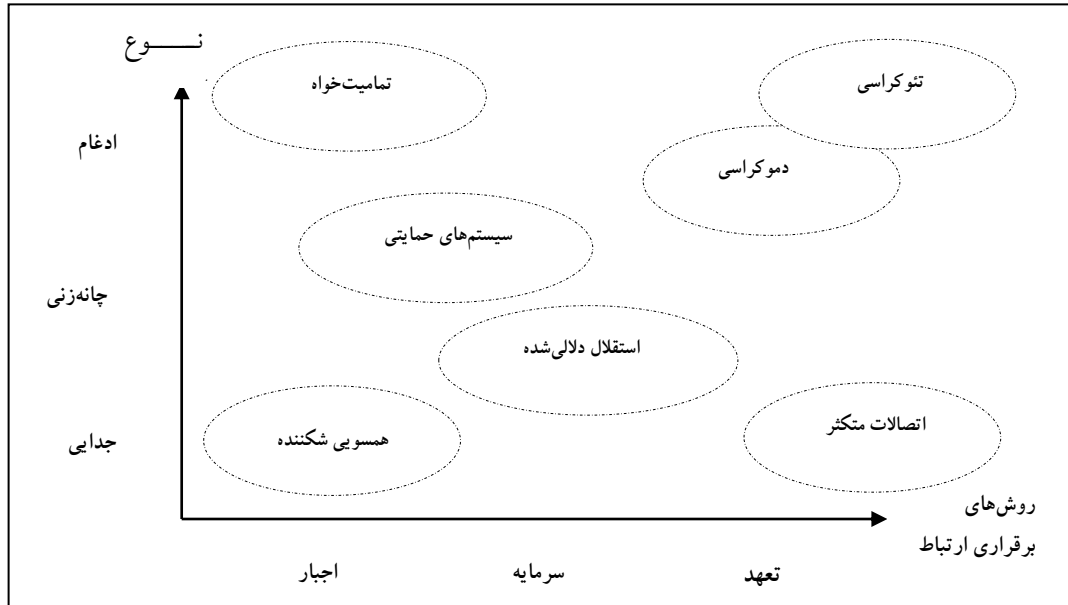 نـــــوع
تمامیت‌خواه
تئوکراسی
ادغام
دموکراسی
سیستم‌های حمایتی
چانه‌زنی
استقلال دلالی‌شده
اتصالات متکثر
همسویی شکننده
جدایی
روش‌های
برقراری ارتباط
تعهد
سرمایه
اجبار